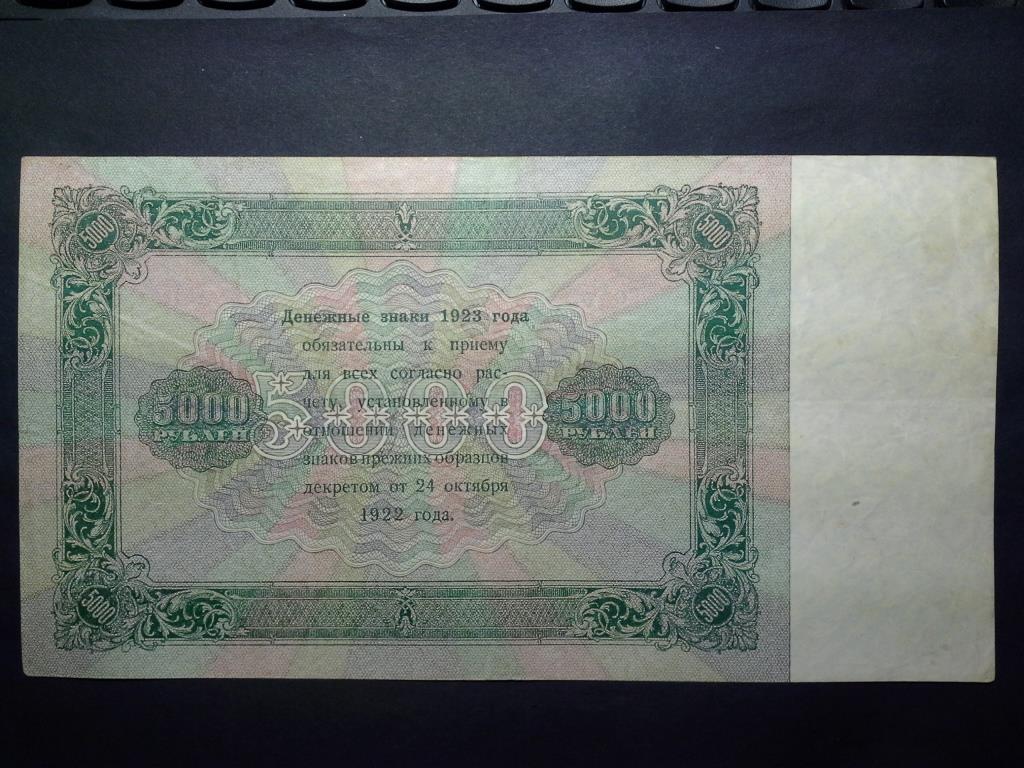 5000 5000
Денежные знаки 1923 года
обязательны к приему
для всех согласно рас-
чету, установленному в
5000 РУБЛЕЙ 5000 5000 РУБЛЕЙ
отношении денежных
знаков прежних образцов
декретом от 24 октября
1922 года.
5000 5000